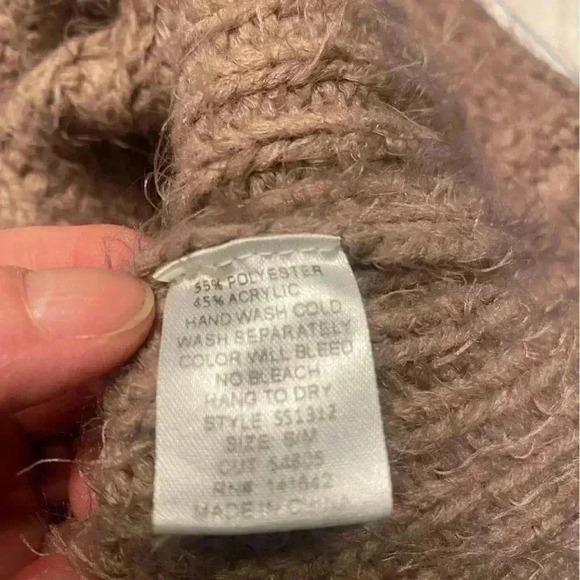 55% POLYESTER
45% ACRYLIC
HAND WASH COLD
WASH SEPARATELY
COLOR WILL BLEED
NO BLEACH
HANG TO DRY
STYLE SS1312
SIZE: S/M
CUT 54805
RN# 141642
MADE IN CHINA